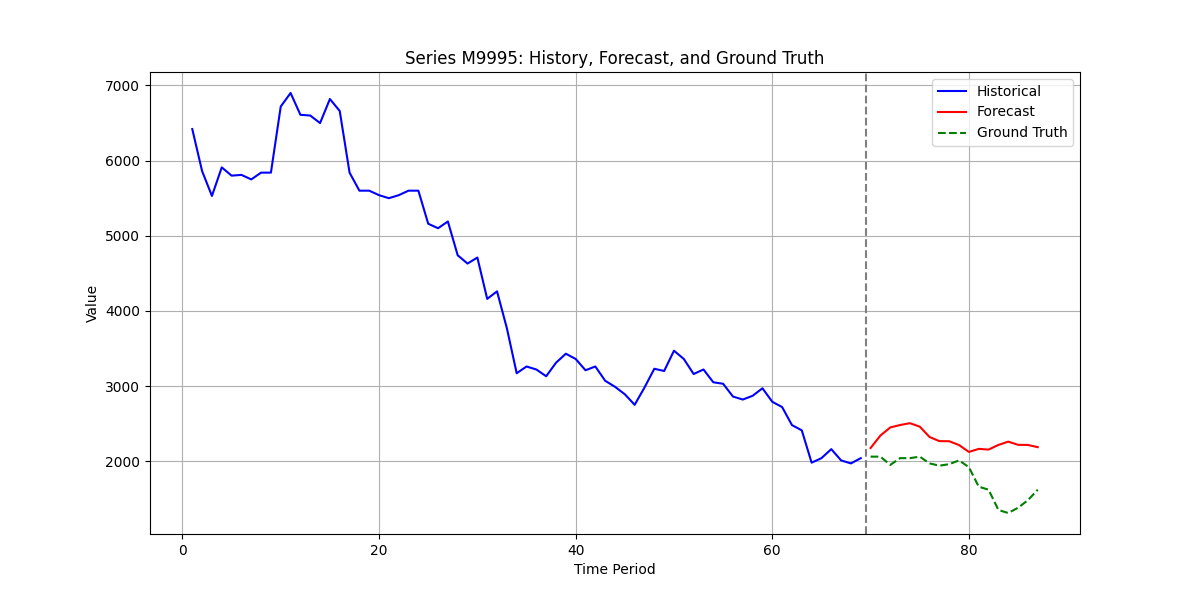 Series M9995: History, Forecast, and Ground Truth
Historical
Forecast
Ground Truth
7000
6000
5000
4000
3000
2000
Value
0 20 40 60 80
Time Period